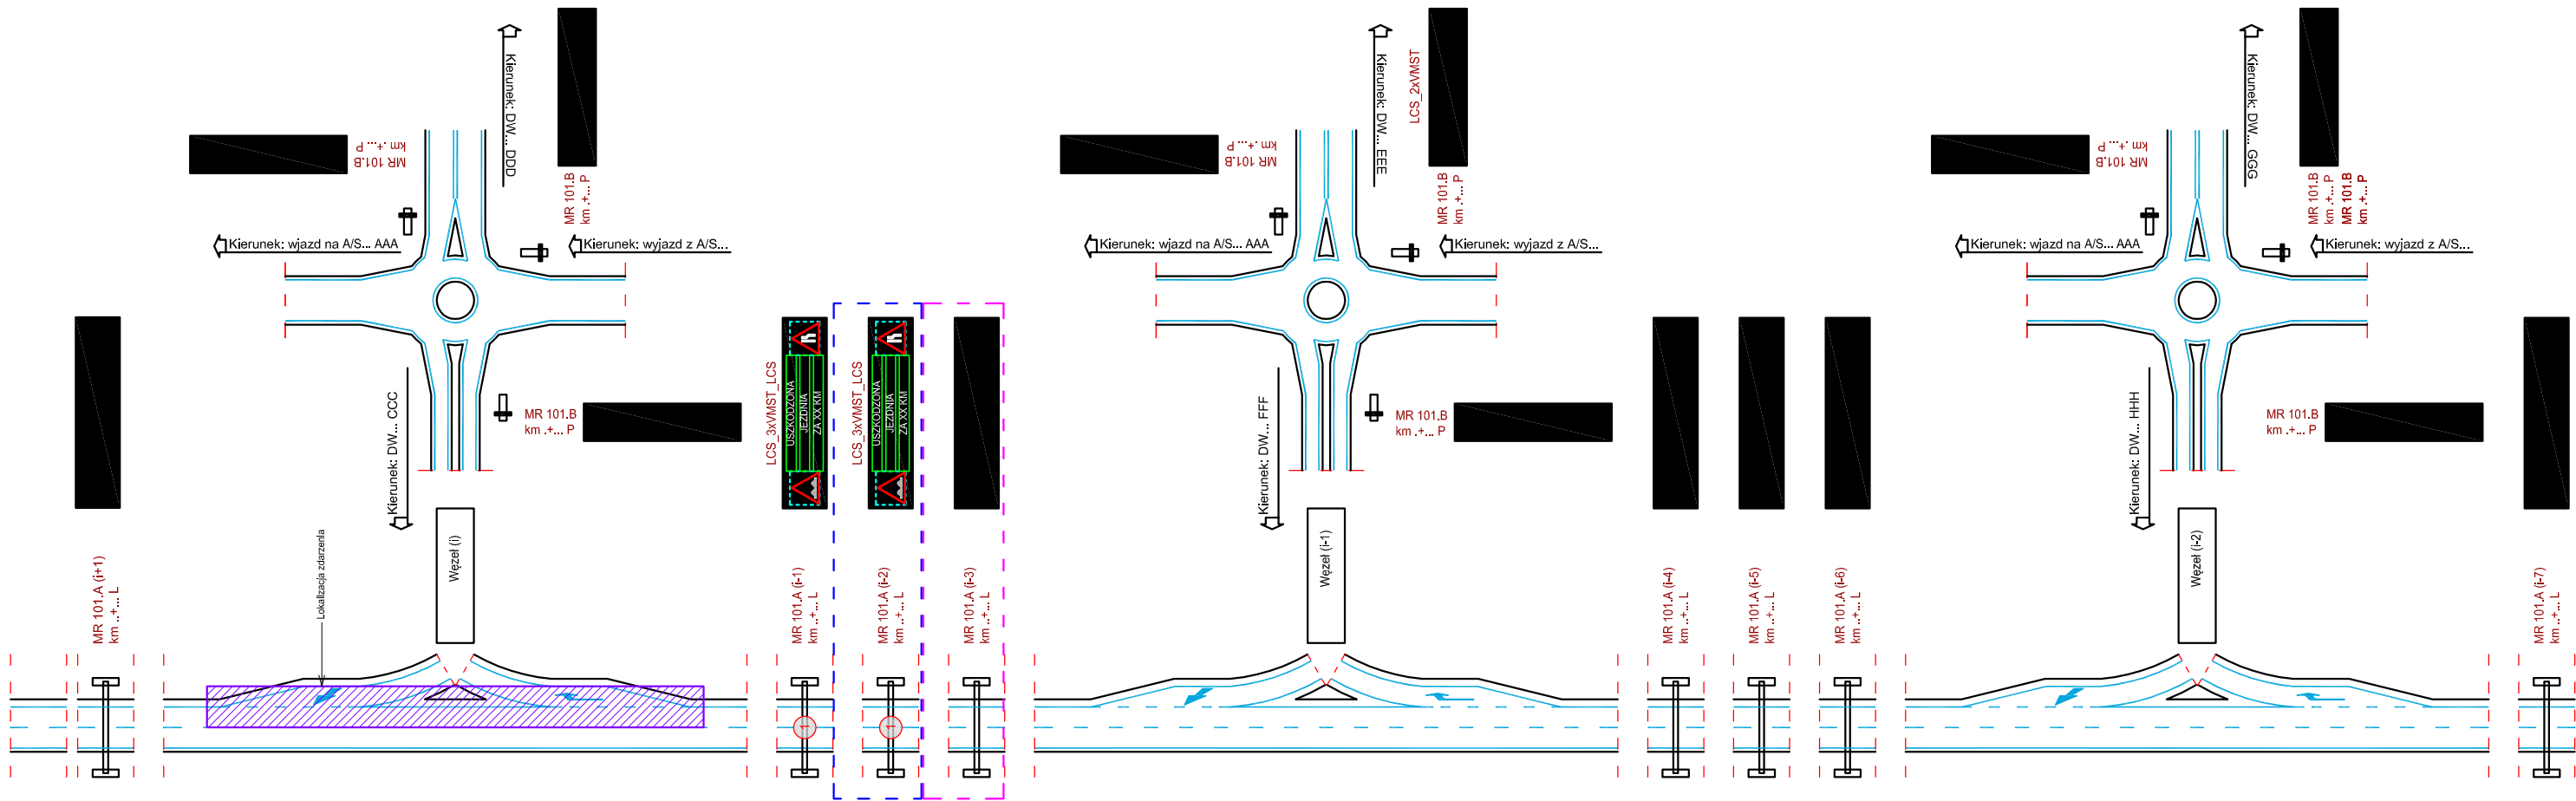 Kierunek: DW... DDD
MR 101.B
km .+... P
MR 101.B
km .+... P
Kierunek: wjazd na A/S... AAA
Kierunek: wyjazd z A/S...
Kierunek: DW... CCC
MR 101.B
km .+... P
Węzeł (i)
Lokalizacja zdarzenia
MR 101.A (i+1)
km ..+... L
LCS_3xVMST_LCS
USZKODZONA
JEZDNIA
ZA XX KM
MR 101.A (i-1)
km ..+... L
LCS_3xVMST_LCS
USZKODZONA
JEZDNIA
ZA XX KM
MR 101.A (i-2)
km ..+... L
MR 101.A (i-3)
km ..+... L
Kierunek: DW... EEE
LCS_2xVMST
MR 101.B
km .+... P
MR 101.B
km .+... P
Kierunek: wjazd na A/S... AAA
Kierunek: wyjazd z A/S...
Kierunek: DW... FFF
MR 101.B
km .+... P
Węzeł (i-1)
MR 101.A (i-4)
km ..+... L
MR 101.A (i-5)
km ..+... L
MR 101.A (i-6)
km ..+... L
Kierunek: DW... GGG
MR 101.B
km .+... P
MR 101.B
km .+... P
MR 101.B
km .+... P
Kierunek: wjazd na A/S... AAA
Kierunek: wyjazd z A/S...
Kierunek: DW... HHH
MR 101.B
km .+... P
Węzeł (i-2)
MR 101.A (i-7)
km ..+... L